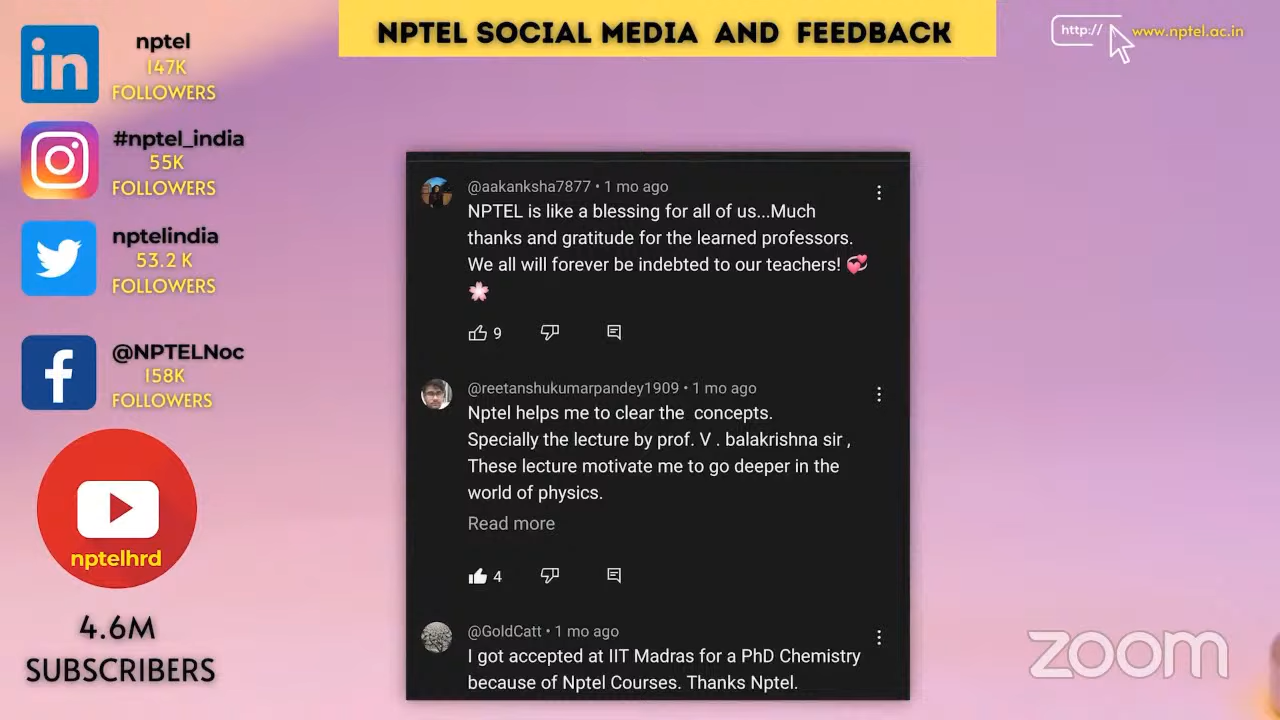 NPTEL SOCIAL MEDIA AND FEEDBACK
http://
www.nptel.ac.in
in
nptel
147K
FOLLOWERS
#nptel_india
55K
FOLLOWERS
nptelindia
53.2 K
FOLLOWERS
f
@NPTELNoc
158K
FOLLOWERS
nptelhrd
4.6M
SUBSCRIBERS
@aakanksha7877 • 1 mo ago
NPTEL is like a blessing for all of us...Much
thanks and gratitude for the learned professors.
We all will forever be indebted to our teachers! 💞
🌸
9
@reetanshukumarpandey1909 • 1 mo ago
Nptel helps me to clear the concepts.
Specially the lecture by prof. V . balakrishna sir ,
These lecture motivate me to go deeper in the
world of physics.
Read more
4
@GoldCatt • 1 mo ago
I got accepted at IIT Madras for a PhD Chemistry
because of Nptel Courses. Thanks Nptel.
zoom